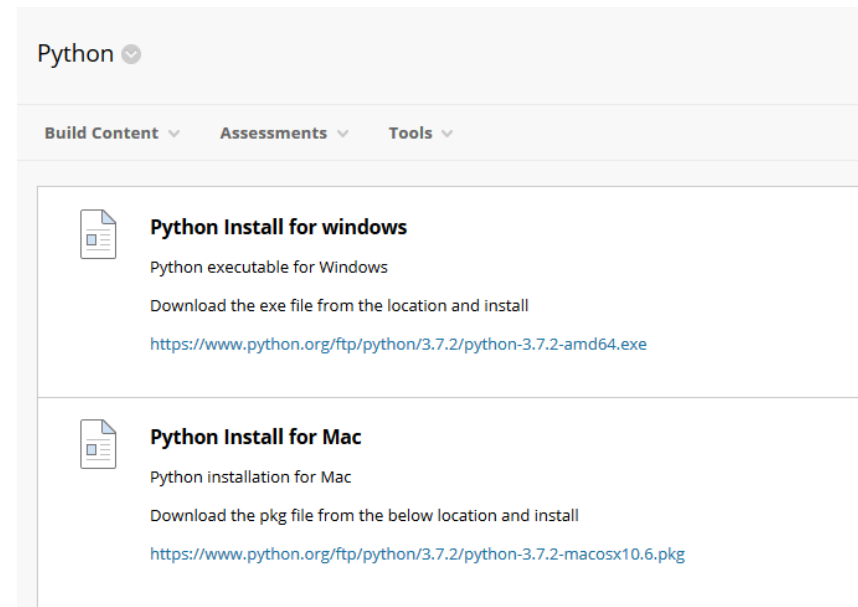 Python
Build Content Assessments Tools
Python Install for windows
Python executable for Windows
Download the exe file from the location and install
https://www.python.org/ftp/python/3.7.2/python-3.7.2-amd64.exe
Python Install for Mac
Python installation for Mac
Download the pkg file from the below location and install
https://www.python.org/ftp/python/3.7.2/python-3.7.2-macosx10.6.pkg